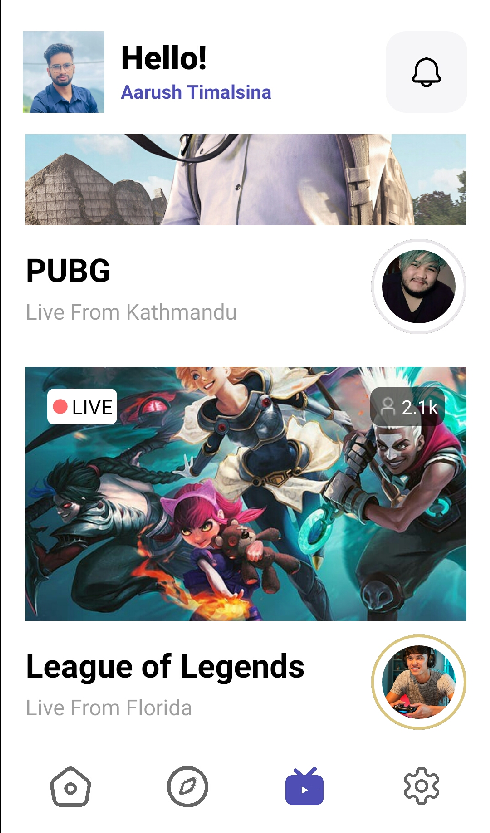 Hello!
Aarush Timalsina
PUBG
Live From Kathmandu
LIVE
2.1k
League of Legends
Live From Florida